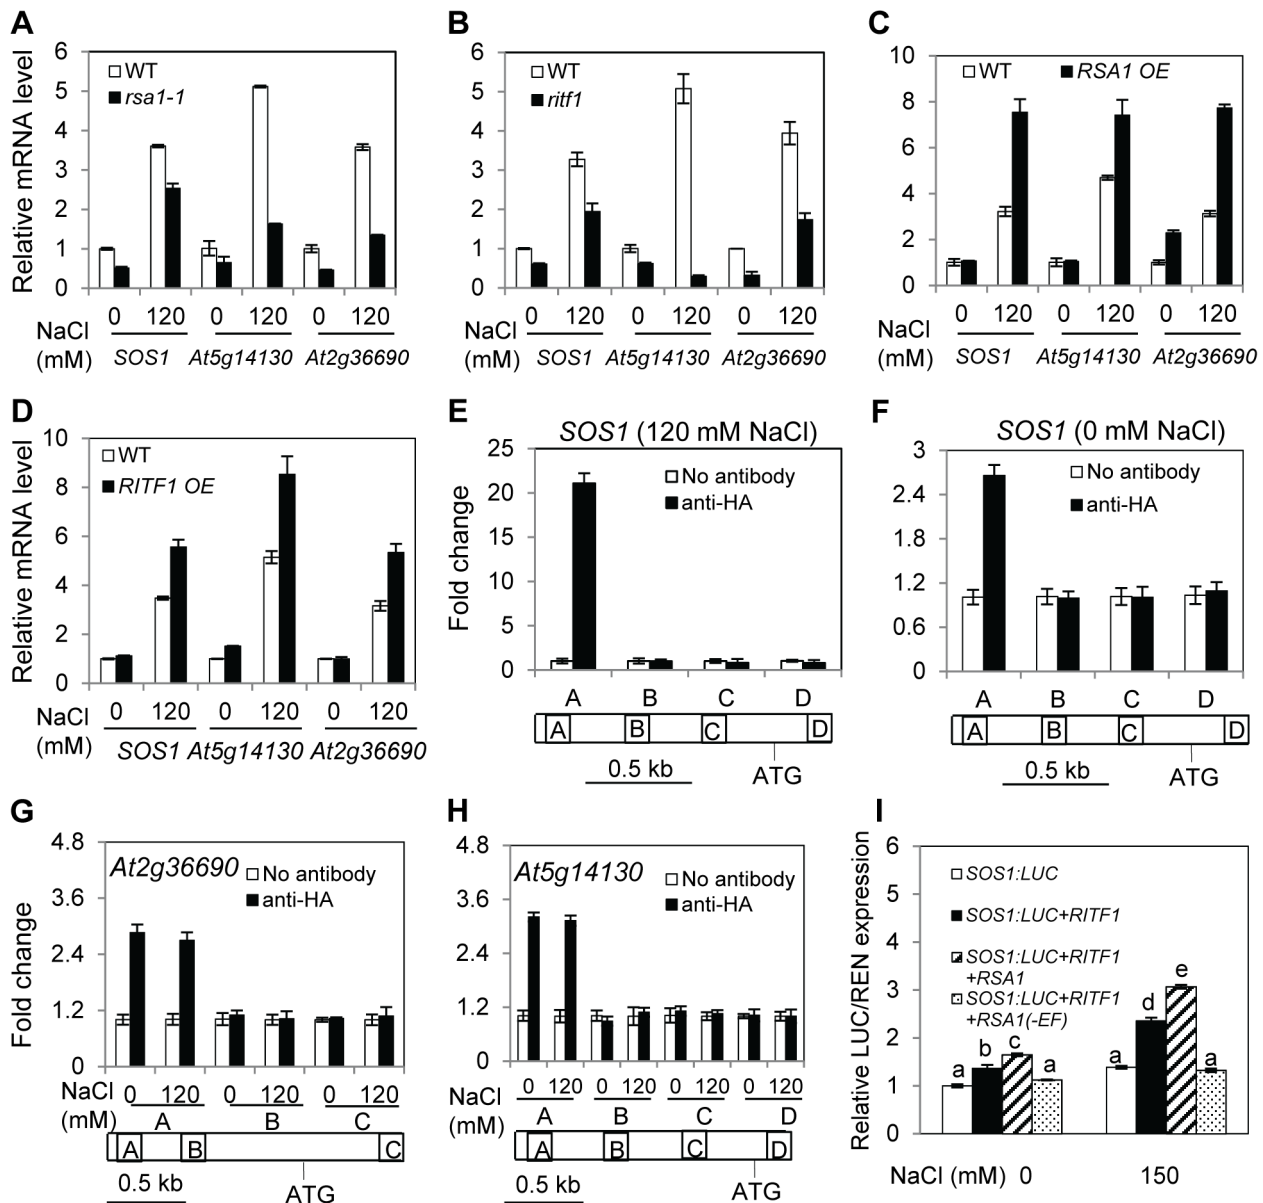 A
6
5
4
3
2
1
0
Relative mRNA level
WT
rsa1-1
0 120 0 120 0 120
NaCl
(mM)
SOS1 At5g14130 At2g36690
B
6
5
4
3
2
1
0
WT
ritf1
0 120 0 120 0 120
NaCl
(mM)
SOS1 At5g14130 At2g36690
C
10
8
6
4
2
0
WT RSA1 OE
0 120 0 120 0 120
NaCl
(mM)
SOS1 At5g14130 At2g36690
D
10
8
6
4
2
0
Relative mRNA level
WT
RITF1 OE
0 120 0 120 0 120
NaCl
(mM)
SOS1 At5g14130 At2g36690
E
SOS1 (120 mM NaCl)
25
20
15
10
5
0
Fold change
No antibody
anti-HA
A B C D
A B C D
0.5 kb
ATG
F
SOS1 (0 mM NaCl)
3
2.4
1.8
1.2
0.6
0
No antibody
anti-HA
A B C D
A B C D
0.5 kb
ATG
G
4.8
3.6
2.4
1.2
0
Fold change
At2g36690
No antibody
anti-HA
NaCl
(mM)
0 120 0 120 0 120
A B C
A B C
0.5 kb
ATG
H
4.8
3.6
2.4
1.2
0
At5g14130
No antibody
anti-HA
NaCl
(mM)
0 120 0 120 0 120 0 120
A B C D
A B C D
0.5 kb
ATG
I
6
5
4
3
2
1
0
Relative LUC/REN expression
SOS1:LUC
SOS1:LUC+RITF1
SOS1:LUC+RITF1
+RSA1
SOS1:LUC+RITF1
+RSA1(-EF)
a b c a a d e a
NaCl (mM) 0 150